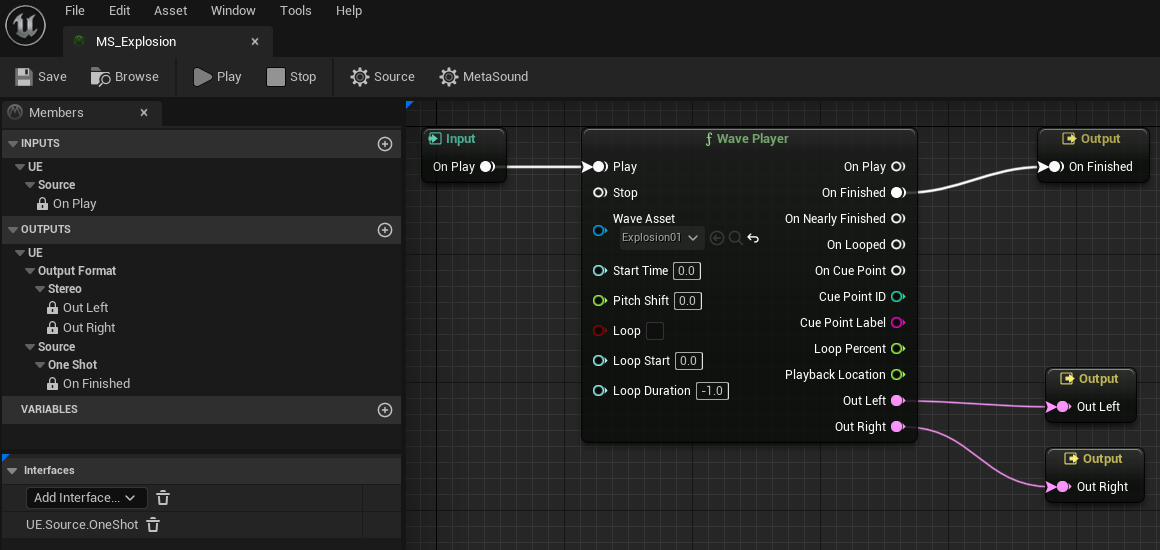 File Edit Asset Window Tools Help
MS_Explosion
Save Browse Play Stop Source MetaSound
Members
INPUTS
UE
Source
On Play
OUTPUTS
UE
Output Format
Stereo
Out Left
Out Right
Source
One Shot
On Finished
VARIABLES
Interfaces
Add Interface...
UE.Source.OneShot
Input
On Play
Wave Player
Play On Play
Stop On Finished
Wave Asset On Nearly Finished
Explosion01 On Looped
Start Time 0.0 On Cue Point
Cue Point ID
Pitch Shift 0.0
Cue Point Label
Loop
Loop Percent
Loop Start 0.0
Playback Location
Loop Duration -1.0
Out Left
Out Right
Output
On Finished
Output
Out Left
Output
Out Right